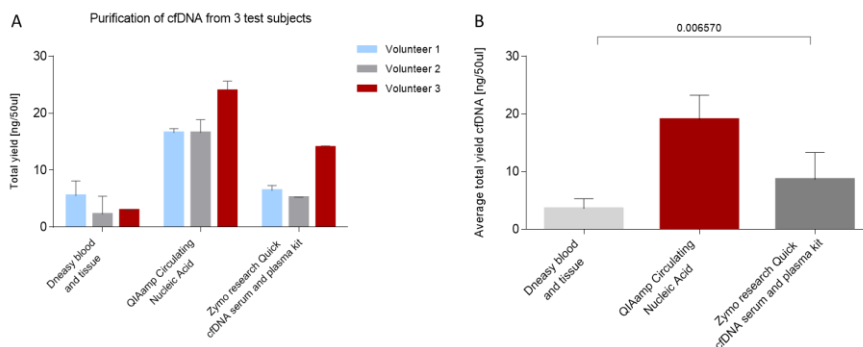 A
Purification of cfDNA from 3 test subjects
Volunteer 1
Volunteer 2
Volunteer 3
Total yield [ng/50ul]
30
20
10
0
Dneasy blood
and tissue
QIAamp Circulating
Nucleic Acid
Zymo research Quick
cfDNA serum and plasma kit
B
0.006570
Average total yield cfDNA [ng/50ul]
30
20
10
0
Dneasy blood
and tissue
QIAamp Circulating
Nucleic Acid
Zymo research Quick
cfDNA serum and plasma kit